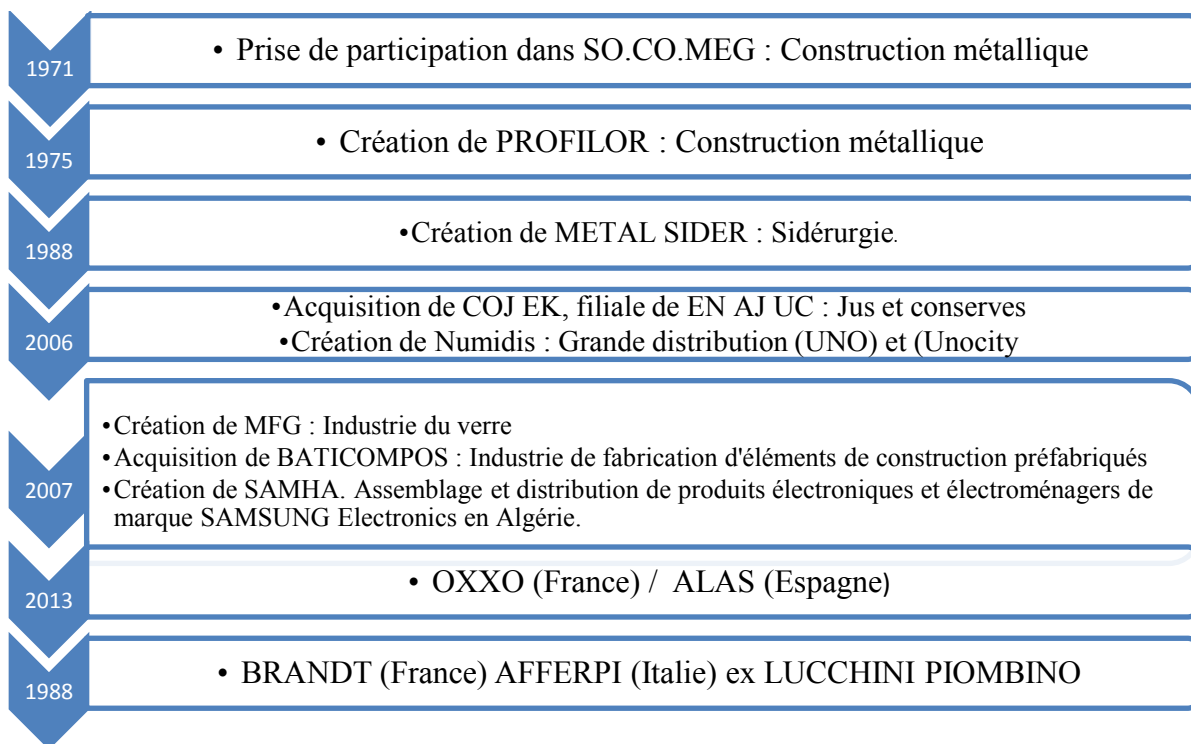 1971
• Prise de participation dans SO.CO.MEG : Construction métallique
1975
• Création de PROFILOR : Construction métallique
1988
•Création de METAL SIDER : Sidérurgie.
2006
•Acquisition de COJ EK, filiale de EN AJ UC : Jus et conserves
•Création de Numidis : Grande distribution (UNO) et (Unocity
2007
•Création de MFG : Industrie du verre
•Acquisition de BATICOMPOS : Industrie de fabrication d'éléments de construction préfabriqués
•Création de SAMHA. Assemblage et distribution de produits électroniques et électroménagers de
marque SAMSUNG Electronics en Algérie.
2013
• OXXO (France) / ALAS (Espagne)
1988
• BRANDT (France) AFFERPI (Italie) ex LUCCHINI PIOMBINO